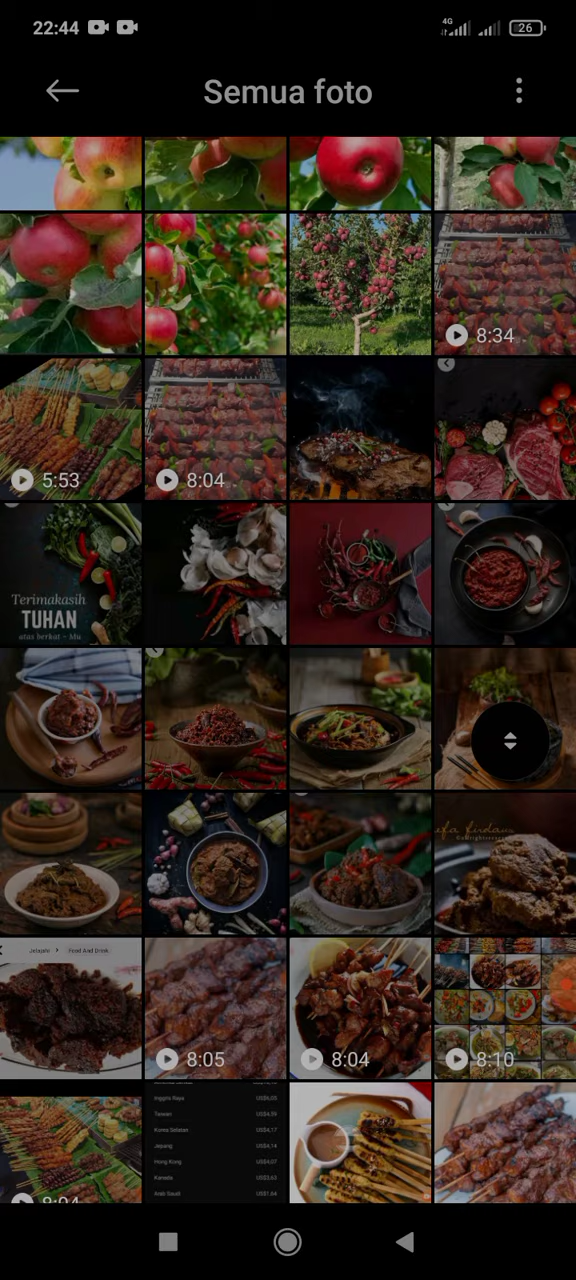 22:44
4G
26
Semua foto
8:34
5:53
8:04
Terimakasih
TUHAN
atas berkat - Mu
Jelajahi > Food And Drink
8:05
8:04
8:10
Inggris Raya US$6,05
Taiwan US$4,59
Korea Selatan US$4,17
Jepang US$4,14
Hong Kong US$4,07
Kanada US$3,63
Arab Saudi US$1,64